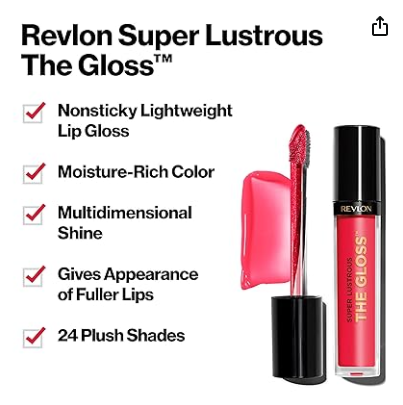 Revlon Super Lustrous
The Gloss™
Nonsticky Lightweight
Lip Gloss
Moisture-Rich Color
Multidimensional
Shine
Gives Appearance
of Fuller Lips
24 Plush Shades
REVLON
SUPER LUSTROUS
THE GLOSS™